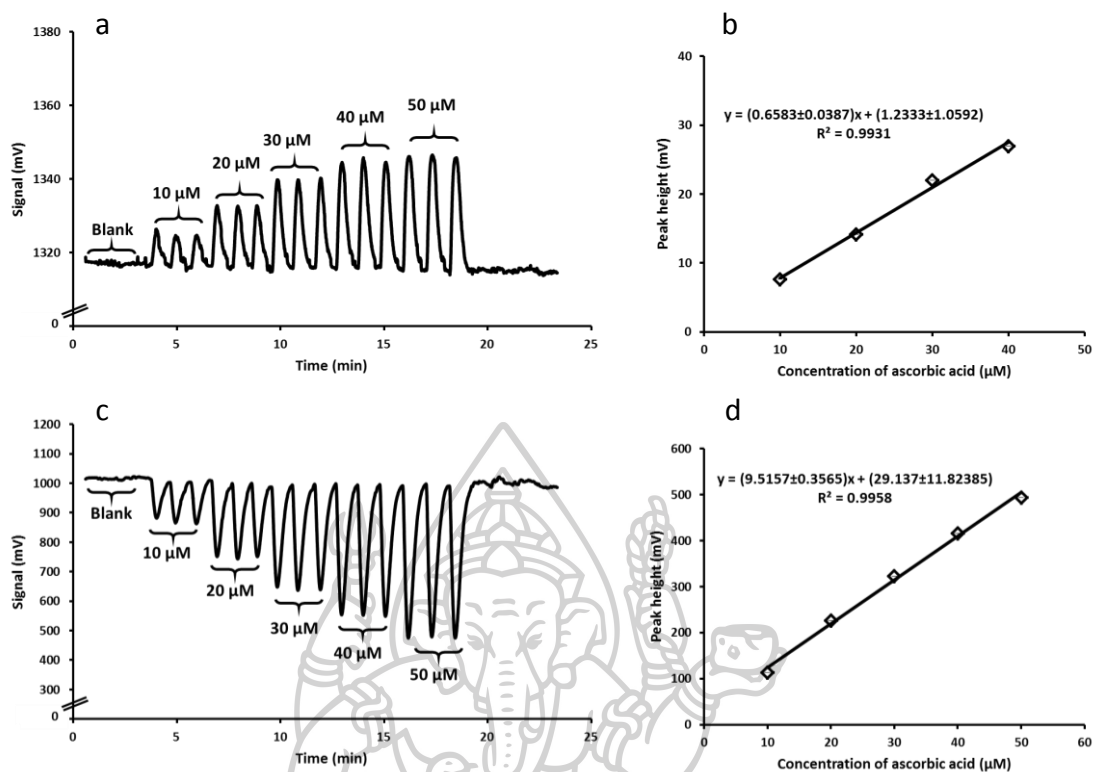 a
1380
1360
1340
1320
0
Signal (mV)
Blank
10 µM
20 µM
30 µM
40 µM
50 µM
0 5 10 15 20 25
Time (min)
b
40
30
20
10
0
Peak height (mV)
y = (0.6583±0.0387)x + (1.2333±1.0592)
R² = 0.9931
0 10 20 30 40 50
Concentration of ascorbic acid (µM)
c
1200
1100
1000
900
800
700
600
500
400
300
0
Signal (mV)
Blank
10 µM
20 µM
30 µM
40 µM
50 µM
0 5 10 15 20 25
Time (min)
d
600
500
400
300
200
100
0
Peak height (mV)
y = (9.5157±0.3565)x + (29.137±11.82385)
R² = 0.9958
0 10 20 30 40 50 60
Concentration of ascorbic acid (µM)